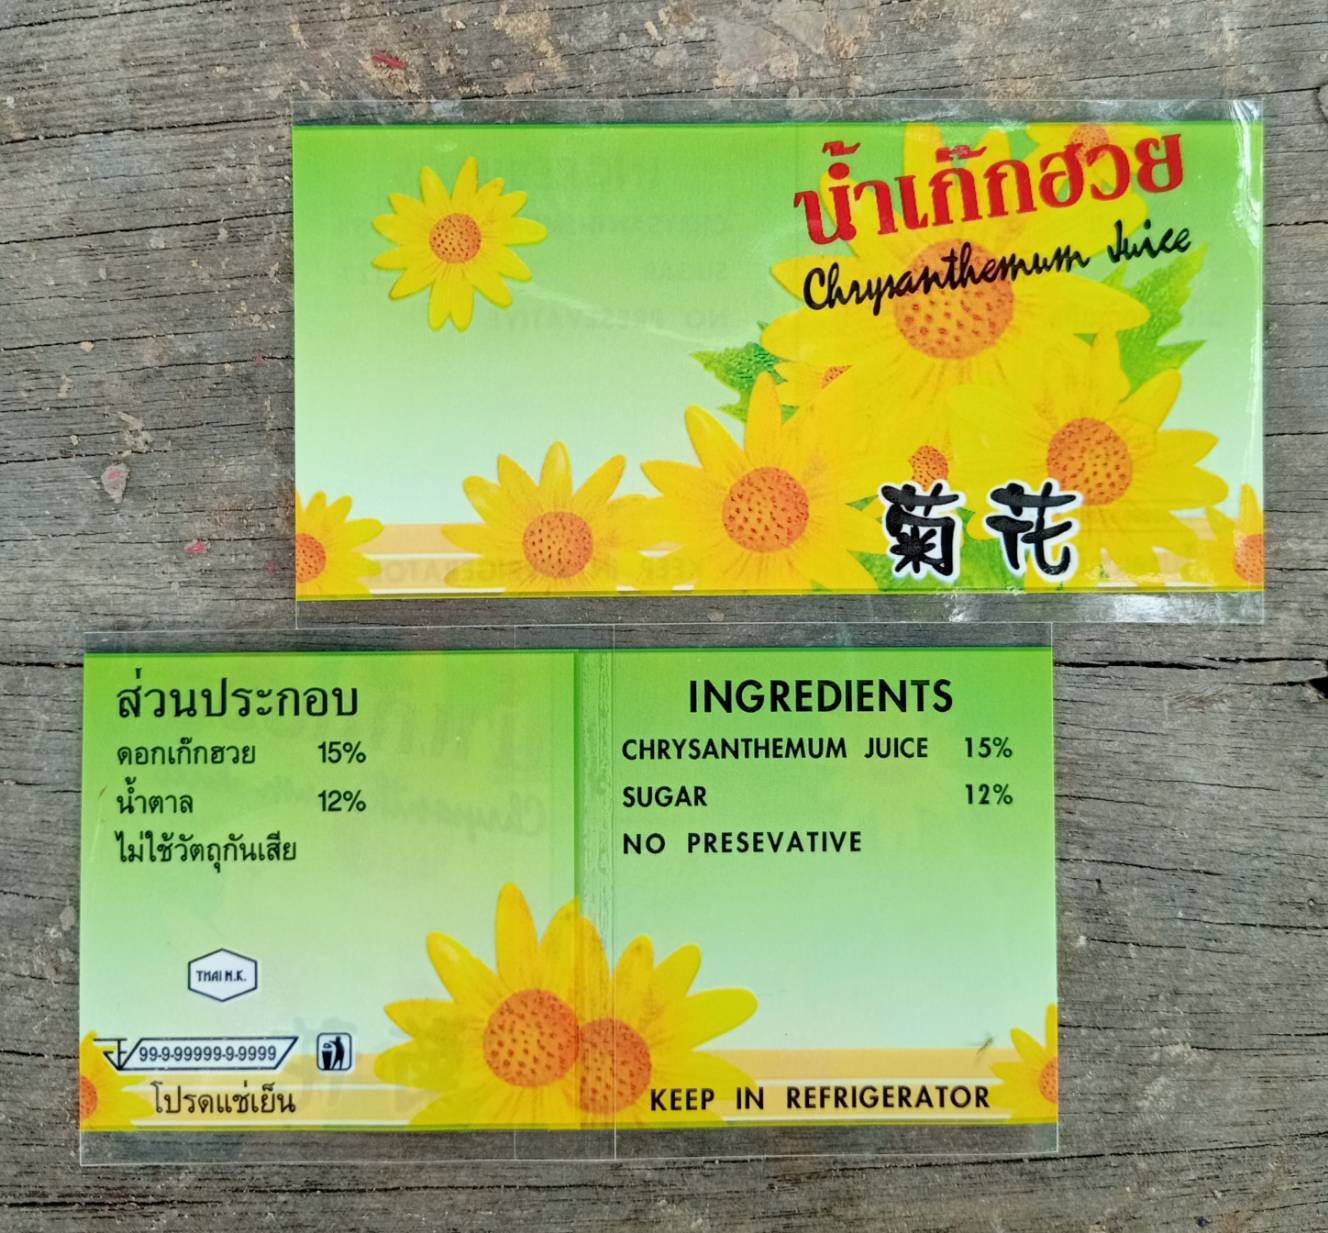 น้ำเก๊กฮวย
Chrysanthemum Juice
菊花
ส่วนประกอบ
ดอกเก๊กฮวย 15%
น้ำตาล 12%
ไม่ใช้วัตถุกันเสีย
THAI N.K.
99-9-99999-9-9999
โปรดแช่เย็น
INGREDIENTS
CHRYSANTHEMUM JUICE 15%
SUGAR 12%
NO PRESEVATIVE
KEEP IN REFRIGERATOR